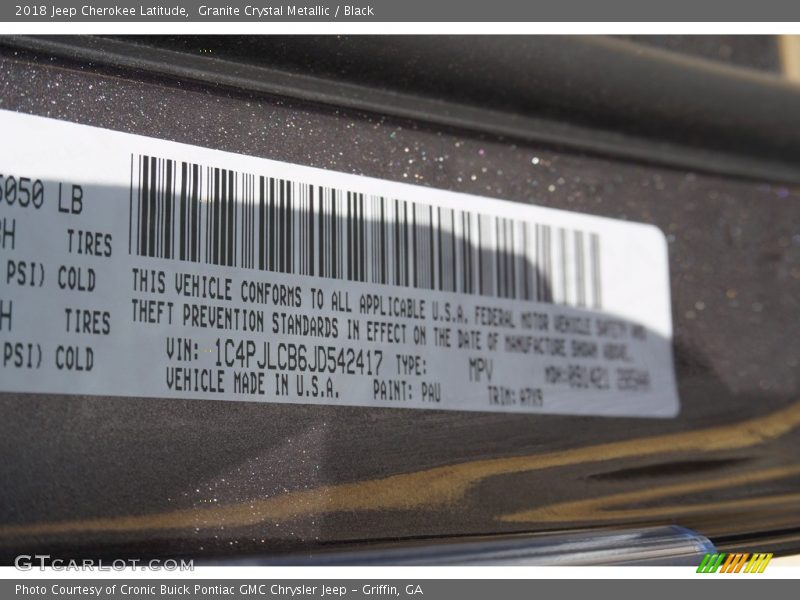 2018 Jeep Cherokee Latitude,  Granite Crystal Metallic / Black
5050 LB
TIRES
PSI) COLD
TIRES
PSI) COLD
THIS VEHICLE CONFORMS TO ALL APPLICABLE U.S.A. FEDERAL MOTOR VEHICLE SAFETY AND
THEFT PREVENTION STANDARDS IN EFFECT ON THE DATE OF MANUFACTURE SHOWN ABOVE.
VIN: 1C4PJLCB6JD542417 TYPE: MPV
VEHICLE MADE IN U.S.A. PAINT: PAU TRIM: A7X9
GTCARLOT.COM
Photo Courtesy of Cronic Buick Pontiac GMC Chrysler Jeep – Griffin, GA